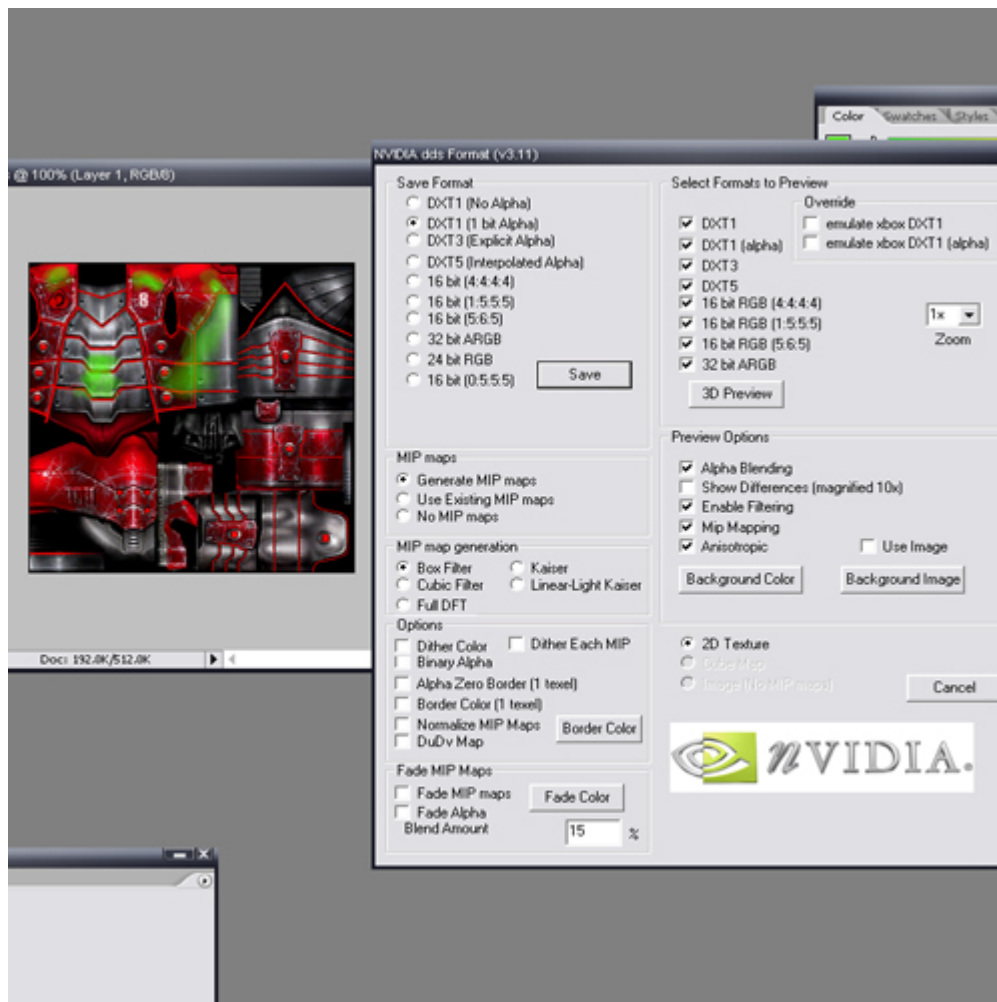 Color Swatches Styles
NVIDIA dds Format (v3.11)
@ 100% (Layer 1, RGB/8)
Save Format
DXT1 (No Alpha)
DXT1 (1 bit Alpha)
DXT3 (Explicit Alpha)
DXT5 (Interpolated Alpha)
16 bit (4:4:4:4)
16 bit (1:5:5:5)
16 bit (5:6:5)
32 bit ARGB
24 bit RGB
16 bit (0:5:5:5)
Save
Select Formats to Preview
Override
DXT1
emulate xbox DXT1
DXT1 (alpha)
emulate xbox DXT1 (alpha)
DXT3
DXT5
16 bit RGB (4:4:4:4)
16 bit RGB (1:5:5:5)
16 bit RGB (5:6:5)
32 bit ARGB
1x
Zoom
3D Preview
8
MIP maps
Generate MIP maps
Use Existing MIP maps
No MIP maps
MIP map generation
Box Filter Kaiser
Cubic Filter Linear-Light Kaiser
Full DFT
Preview Options
Alpha Blending
Show Differences (magnified 10x)
Enable Filtering
Mip Mapping
Anisotropic Use Image
Background Color Background Image
Options
Dither Color Dither Each MIP
Binary Alpha
Alpha Zero Border (1 texel)
Border Color (1 texel)
Normalize MIP Maps
DuDv Map
Border Color
2D Texture
Cube Map
Image (No MIP maps)
Cancel
Doc: 192.0K/512.0K
nVIDIA.
Fade MIP Maps
Fade MIP maps
Fade Color
Fade Alpha
Blend Amount
15 %